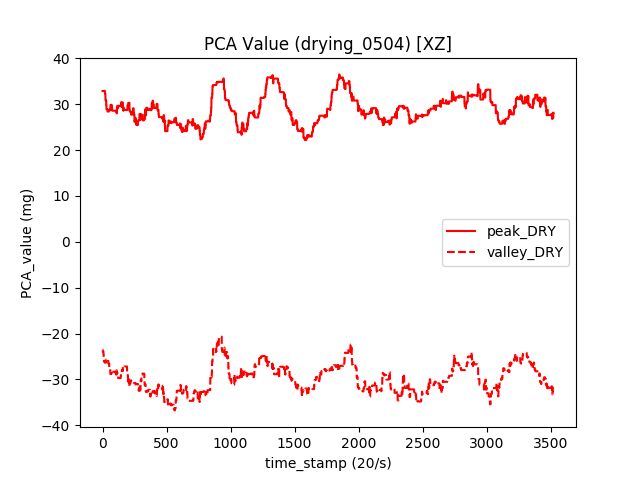 PCA Value (drying_0504) [XZ]
40
30
20
10
0
−10
−20
−30
−40
PCA_value (mg)
peak_DRY
valley_DRY
0 500 1000 1500 2000 2500 3000 3500
time_stamp (20/s)